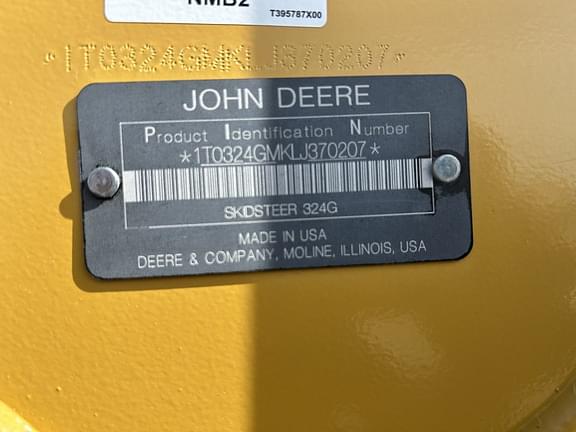 NMB2
T395787X00
*1T0324GMKLJ370207*
JOHN DEERE
Product Identification Number
*1T0324GMKLJ370207*
SKIDSTEER 324G
MADE IN USA
DEERE & COMPANY, MOLINE, ILLINOIS, USA